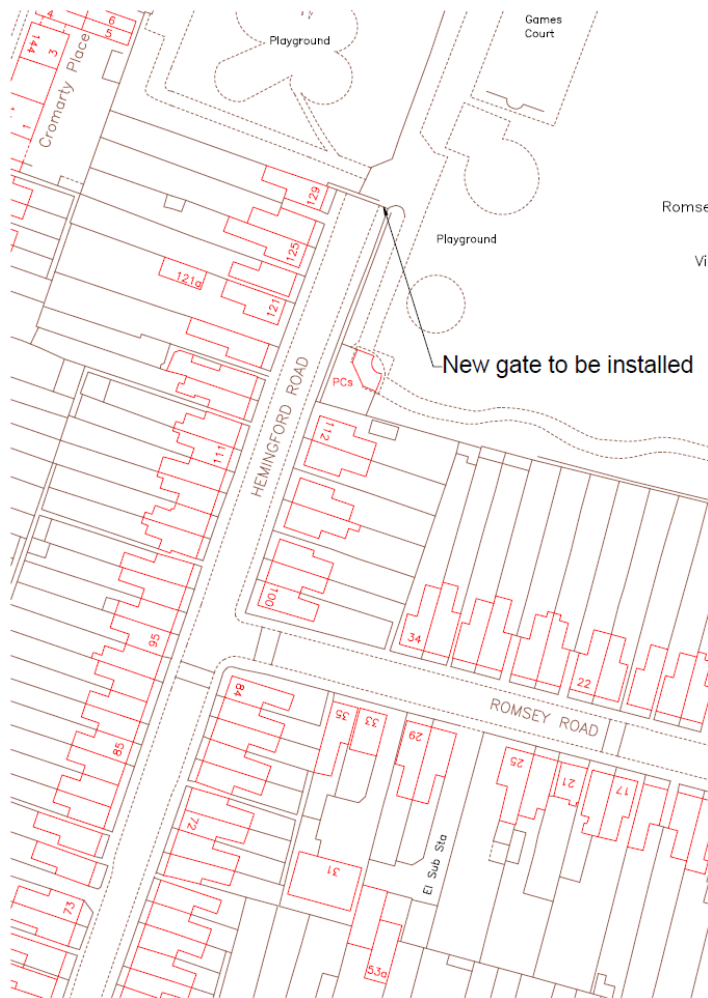 4
6
5
144
3
1
Cromarty Place
Playground
Games
Court
129
125
121a
121
Playground
Romse
Vi
New gate to be installed
PCs
HEMINGFORD ROAD
111
112
100
95
34
22
ROMSEY ROAD
84
35
33
29
25
21
17
85
72
31
El Sub Sta
73
53a